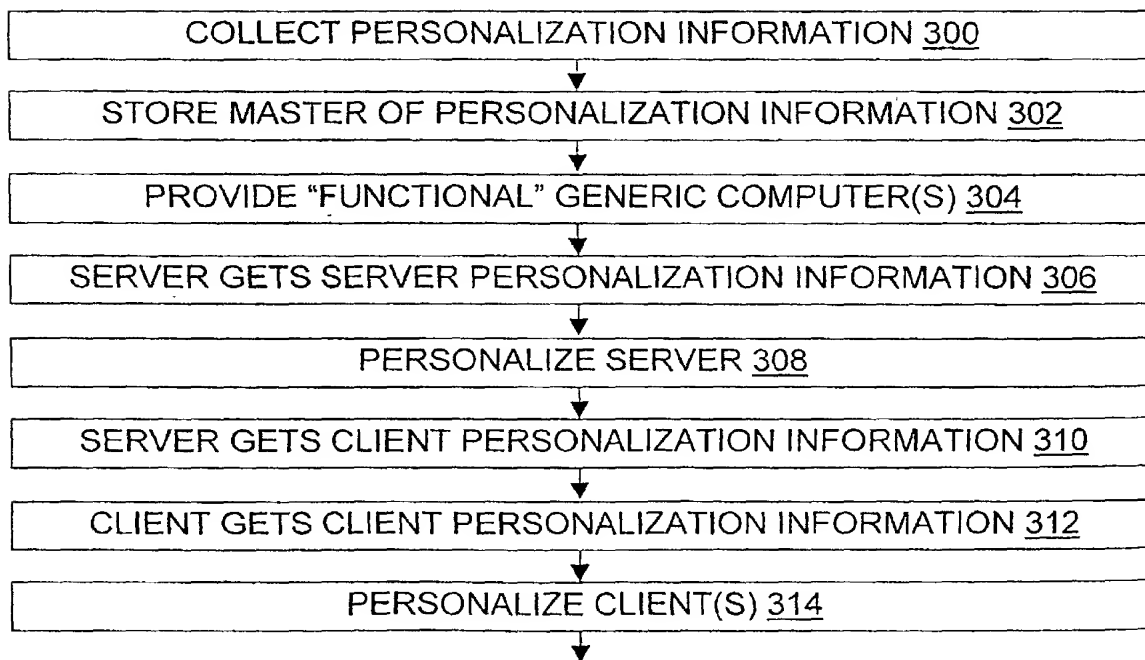 COLLECT PERSONALIZATION INFORMATION 300
STORE MASTER OF PERSONALIZATION INFORMATION 302
PROVIDE “FUNCTIONAL” GENERIC COMPUTER(S) 304
SERVER GETS SERVER PERSONALIZATION INFORMATION 306
PERSONALIZE SERVER 308
SERVER GETS CLIENT PERSONALIZATION INFORMATION 310
CLIENT GETS CLIENT PERSONALIZATION INFORMATION 312
PERSONALIZE CLIENT(S) 314